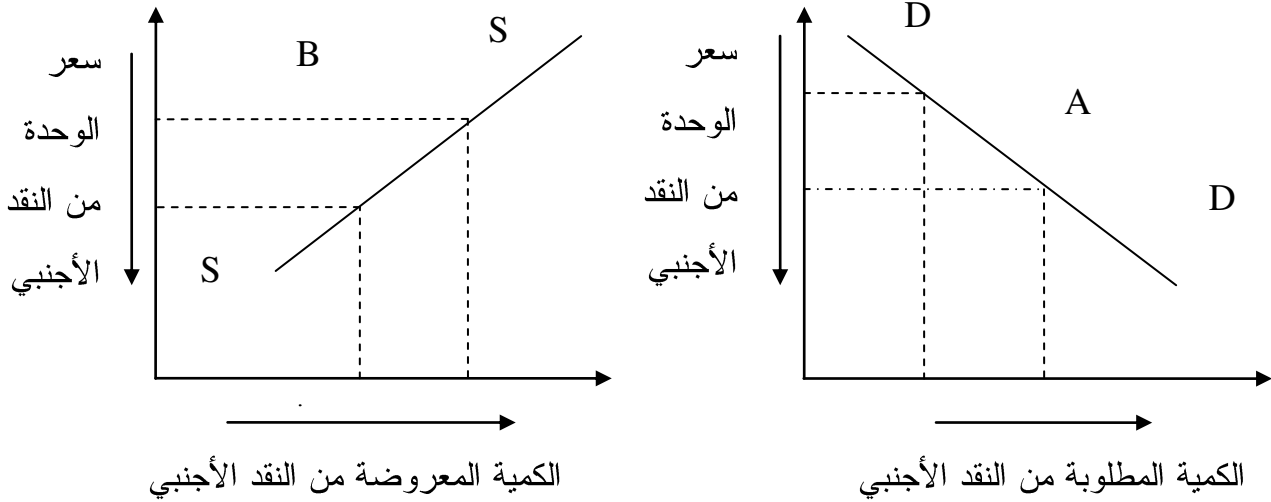 D
سعر
الوحدة
من النقد
الأجنبي
A
D
الكمية المطلوبة من النقد الأجنبي
S
B
سعر
الوحدة
من النقد
الأجنبي
S
الكمية المعروضة من النقد الأجنبي